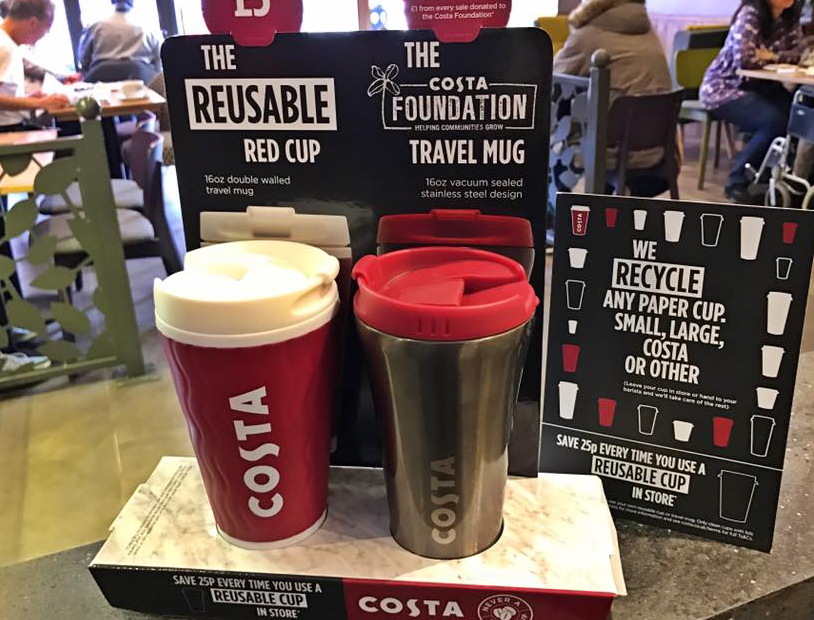 £5
£1 from every sale donated to
the Costa Foundation*
THE
REUSABLE
RED CUP
16oz double walled
travel mug
THE
COSTA
FOUNDATION
HELPING COMMUNITIES GROW
TRAVEL MUG
16oz vacuum sealed
stainless steel design
COSTA
COSTA
COSTA
WE
RECYCLE
ANY PAPER CUP.
SMALL, LARGE,
COSTA
OR OTHER
(Leave your cup in store or hand to your
barista and we'll take care of the rest)
SAVE 25p EVERY TIME YOU USE A
REUSABLE CUP
IN STORE*
SAVE 25P EVERY TIME YOU USE A
REUSABLE CUP
IN STORE*
COSTA
NEVER A